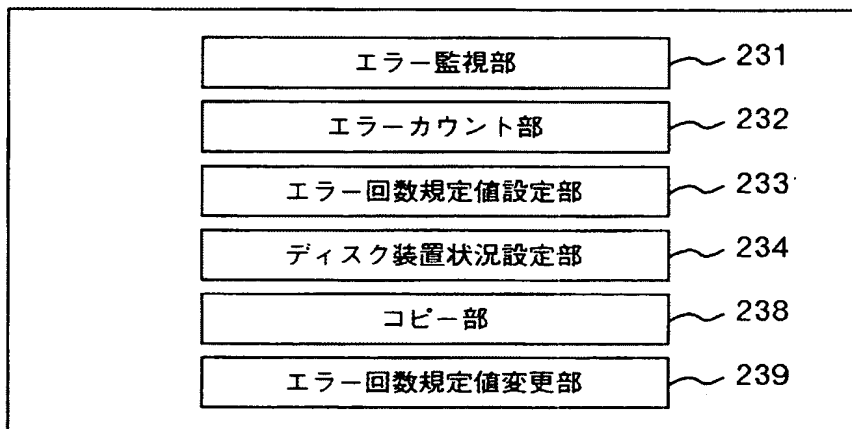 エラー監視部 231
エラーカウント部 232
エラー回数規定値設定部 233
ディスク装置状況設定部 234
コピー部 238
エラー回数規定値変更部 239